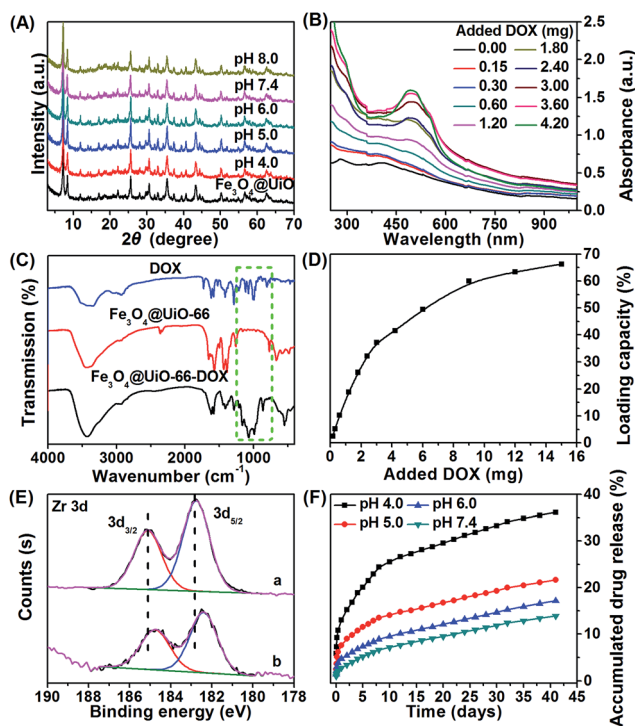 (A)
pH 8.0
pH 7.4
pH 6.0
pH 5.0
pH 4.0
Fe₃O₄@UiO
Intensity (a.u.)
10 20 30 40 50 60 70
2θ (degree)
(B)
Added DOX (mg)
0.00 1.80
0.15 2.40
0.30 3.00
0.60 3.60
1.20 4.20
2.5
2.0
1.5
1.0
0.5
0.0
Absorbance (a.u.)
300 450 600 750 900
Wavelength (nm)
(C)
DOX
Fe₃O₄@UiO-66
Fe₃O₄@UiO-66-DOX
Transmission (%)
4000 3000 2000 1000
Wavenumber (cm⁻¹)
(D)
70
60
50
40
30
20
10
0
Loading capacity (%)
0 2 4 6 8 10 12 14 16
Added DOX (mg)
(E) Zr 3d
3d₃/₂ 3d₅/₂
a
b
Counts (s)
190 188 186 184 182 180 178
Binding energy (eV)
(F)
pH 4.0 pH 6.0
pH 5.0 pH 7.4
40
30
20
10
0
Accumulated drug release (%)
0 5 10 15 20 25 30 35 40 45
Time (days)